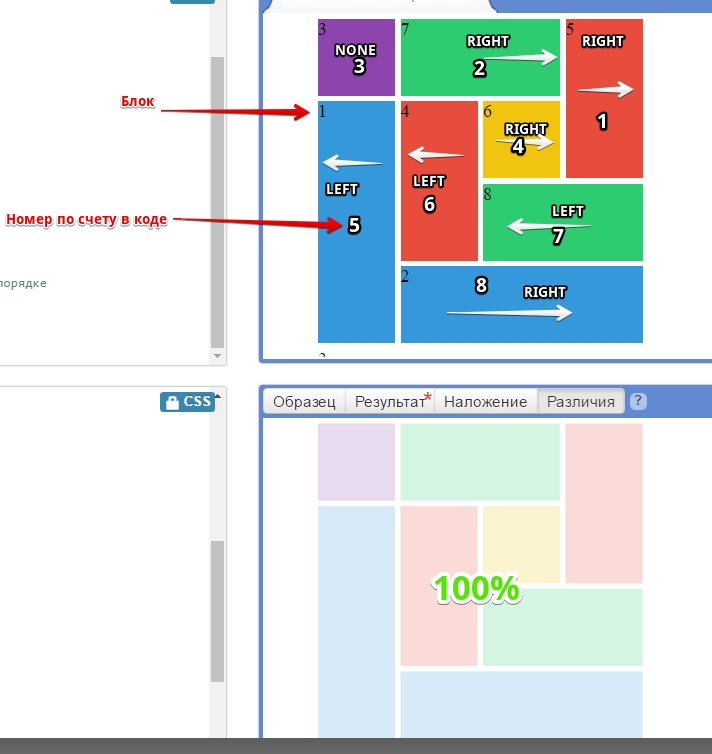 3
NONE
3
7
RIGHT
2
5
RIGHT
1
Блок
1
LEFT
5
4
LEFT
6
6
RIGHT
4
Номер по счету в коде
8
LEFT
7
2
8
RIGHT
порядке
CSS
Образец
Результат*
Наложение
Различия
?
100%